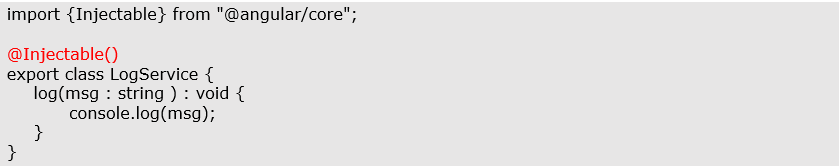 import {Injectable} from "@angular/core";
@Injectable()
export class LogService {
log(msg : string ) : void {
console.log(msg);
}
}